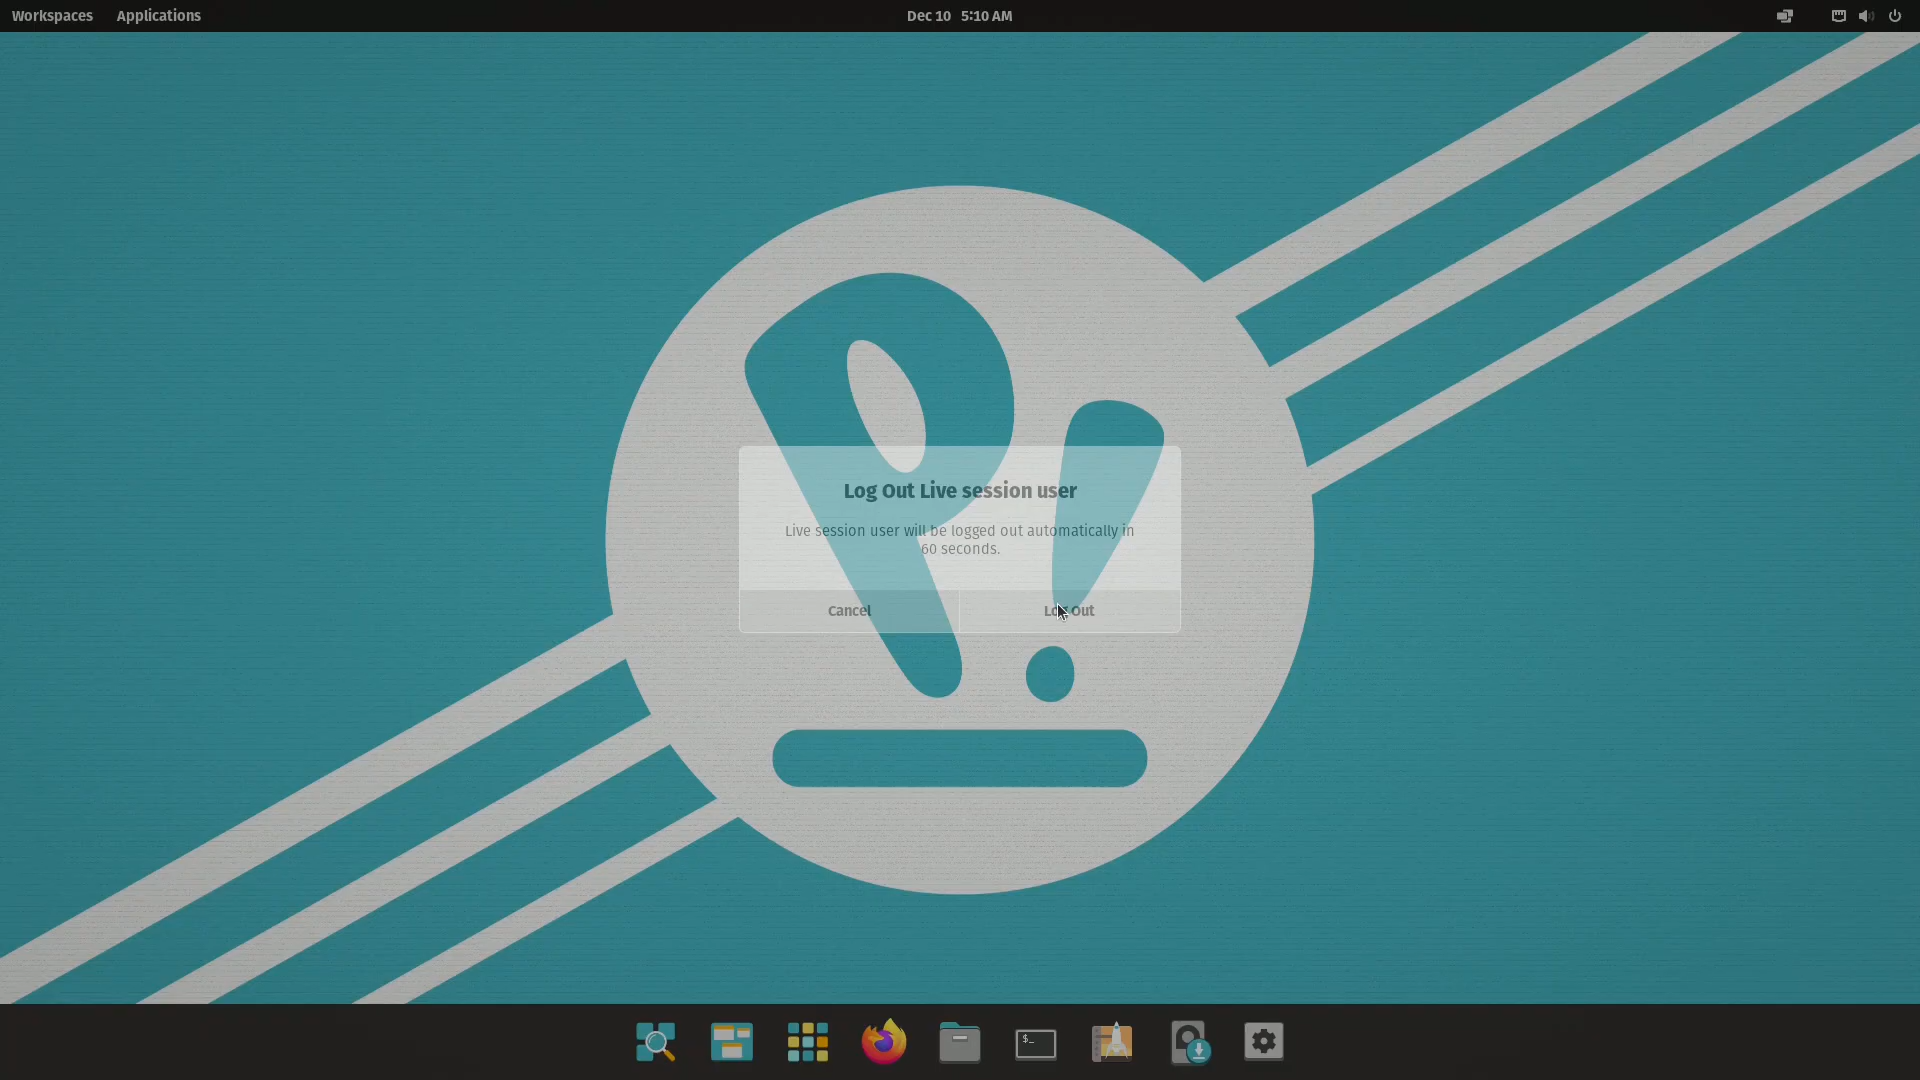 Workspaces Applications Dec 10 5:10 AM
Log Out Live session user
Live session user will be logged out automatically in
60 seconds.
Cancel Log Out
$_